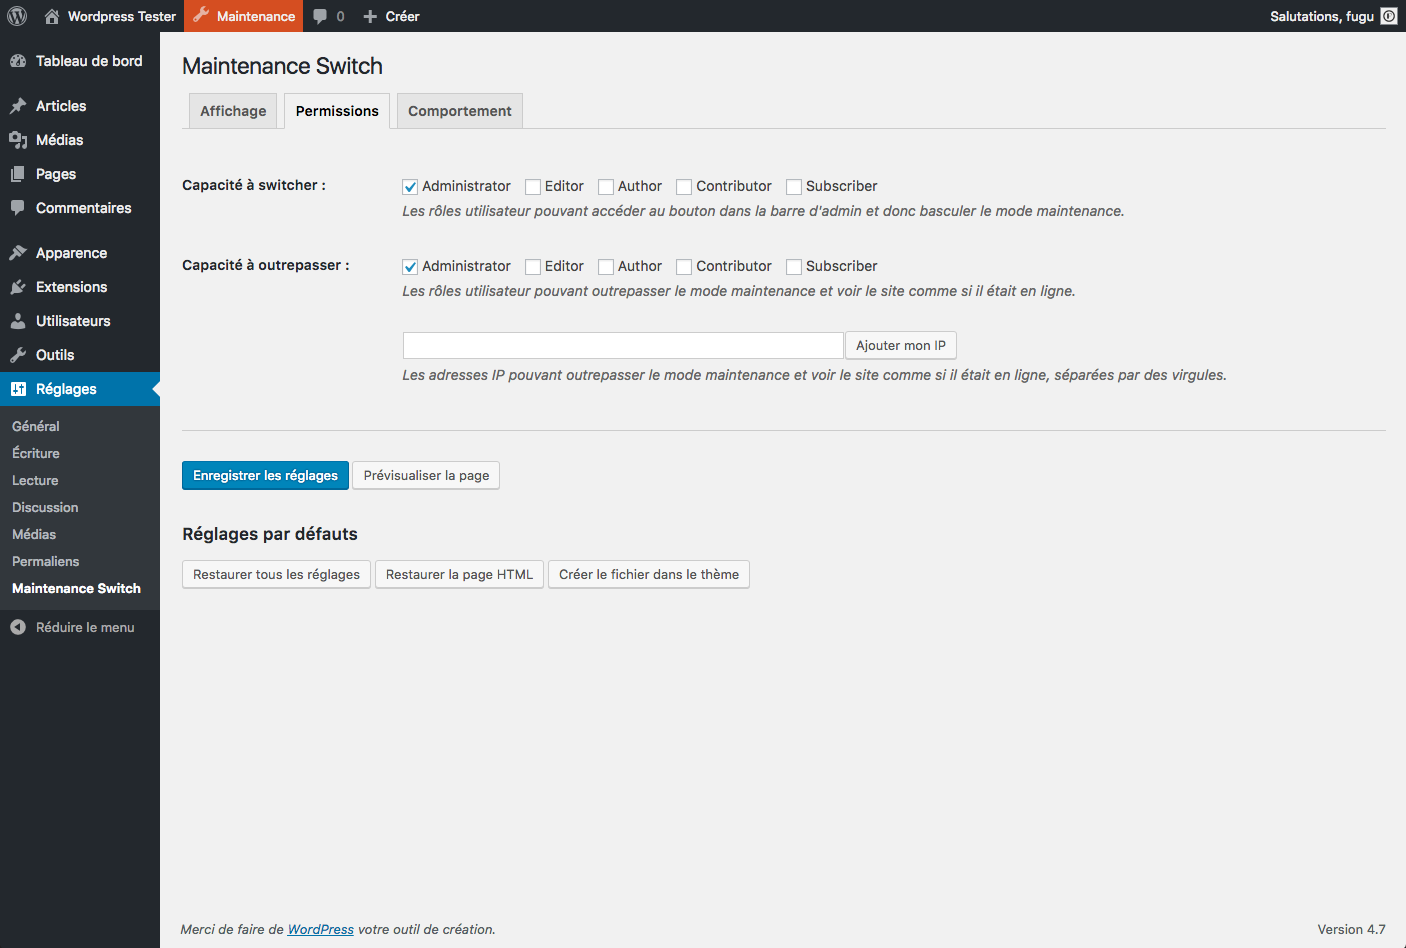 Wordpress Tester Maintenance 0 Créer Salutations, fugu
Tableau de bord
Articles
Médias
Pages
Commentaires
Apparence
Extensions
Utilisateurs
Outils
Réglages
Général
Écriture
Lecture
Discussion
Médias
Permaliens
Maintenance Switch
Réduire le menu
Maintenance Switch
Affichage Permissions Comportement
Capacité à switcher : Administrator Editor Author Contributor Subscriber
Les rôles utilisateur pouvant accéder au bouton dans la barre d'admin et donc basculer le mode maintenance.
Capacité à outrepasser : Administrator Editor Author Contributor Subscriber
Les rôles utilisateur pouvant outrepasser le mode maintenance et voir le site comme si il était en ligne.
Ajouter mon IP
Les adresses IP pouvant outrepasser le mode maintenance et voir le site comme si il était en ligne, séparées par des virgules.
Enregistrer les réglages Prévisualiser la page
Réglages par défauts
Restaurer tous les réglages Restaurer la page HTML Créer le fichier dans le thème
Merci de faire de WordPress votre outil de création. Version 4.7